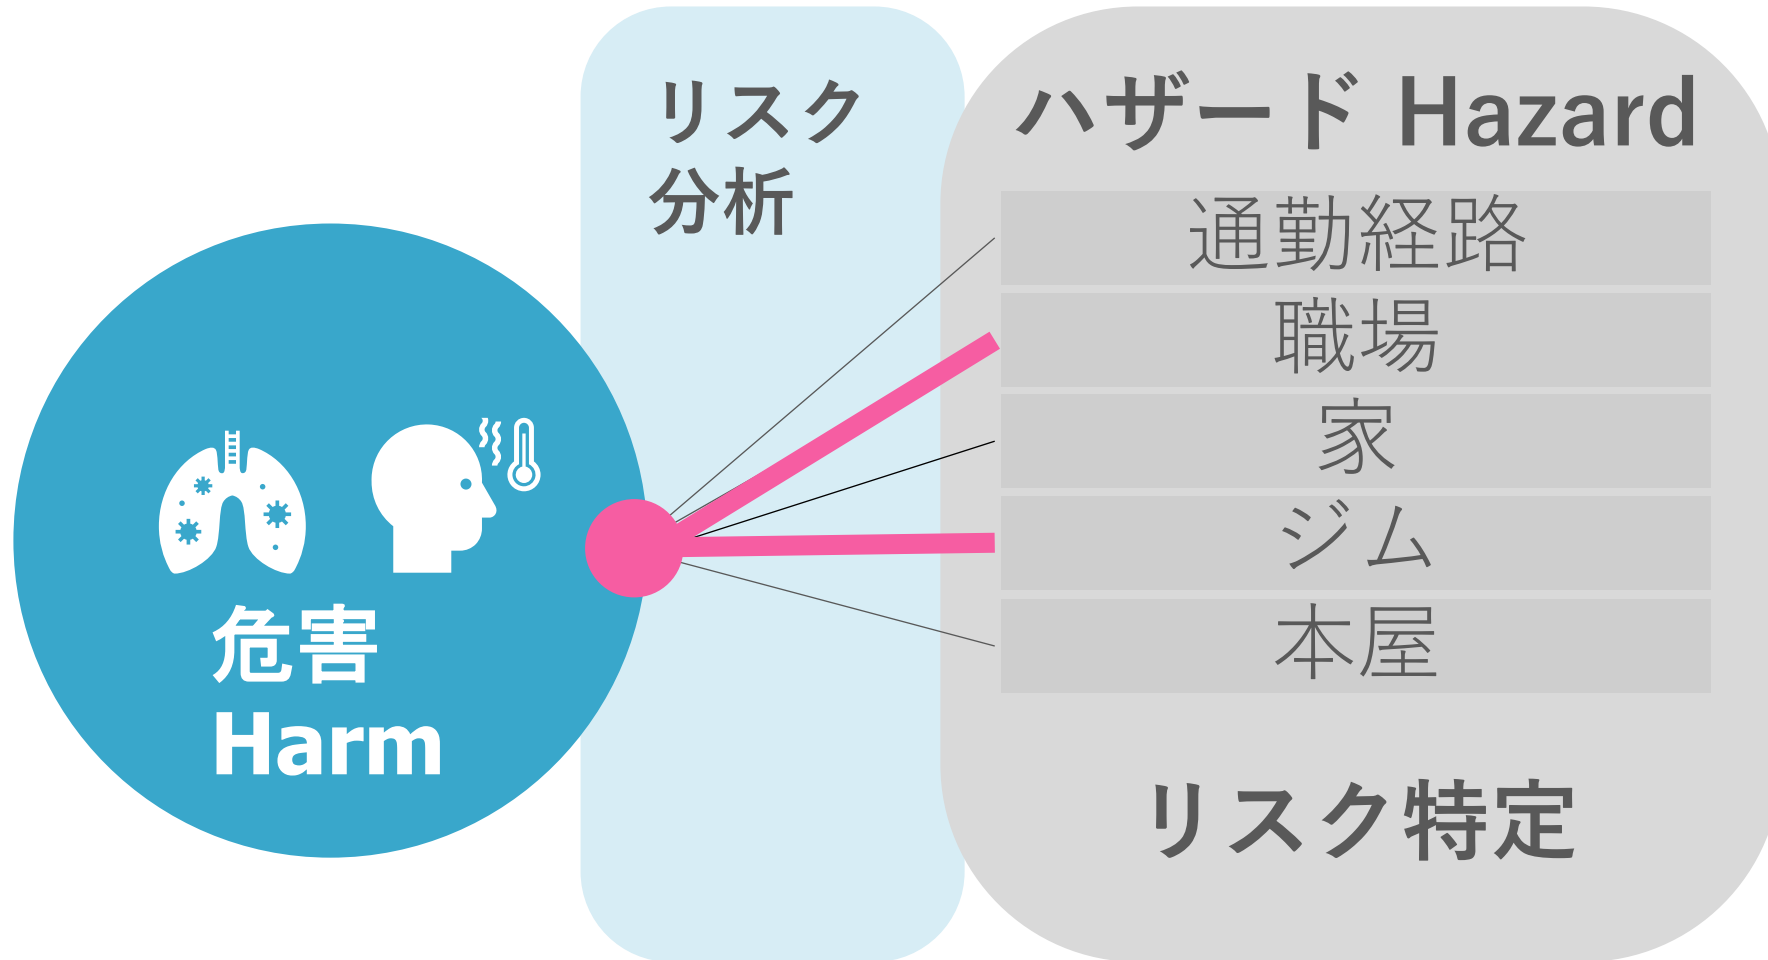 リスク
分析
ハザード Hazard
通勤経路
職場
家
ジム
本屋
リスク特定
危害
Harm